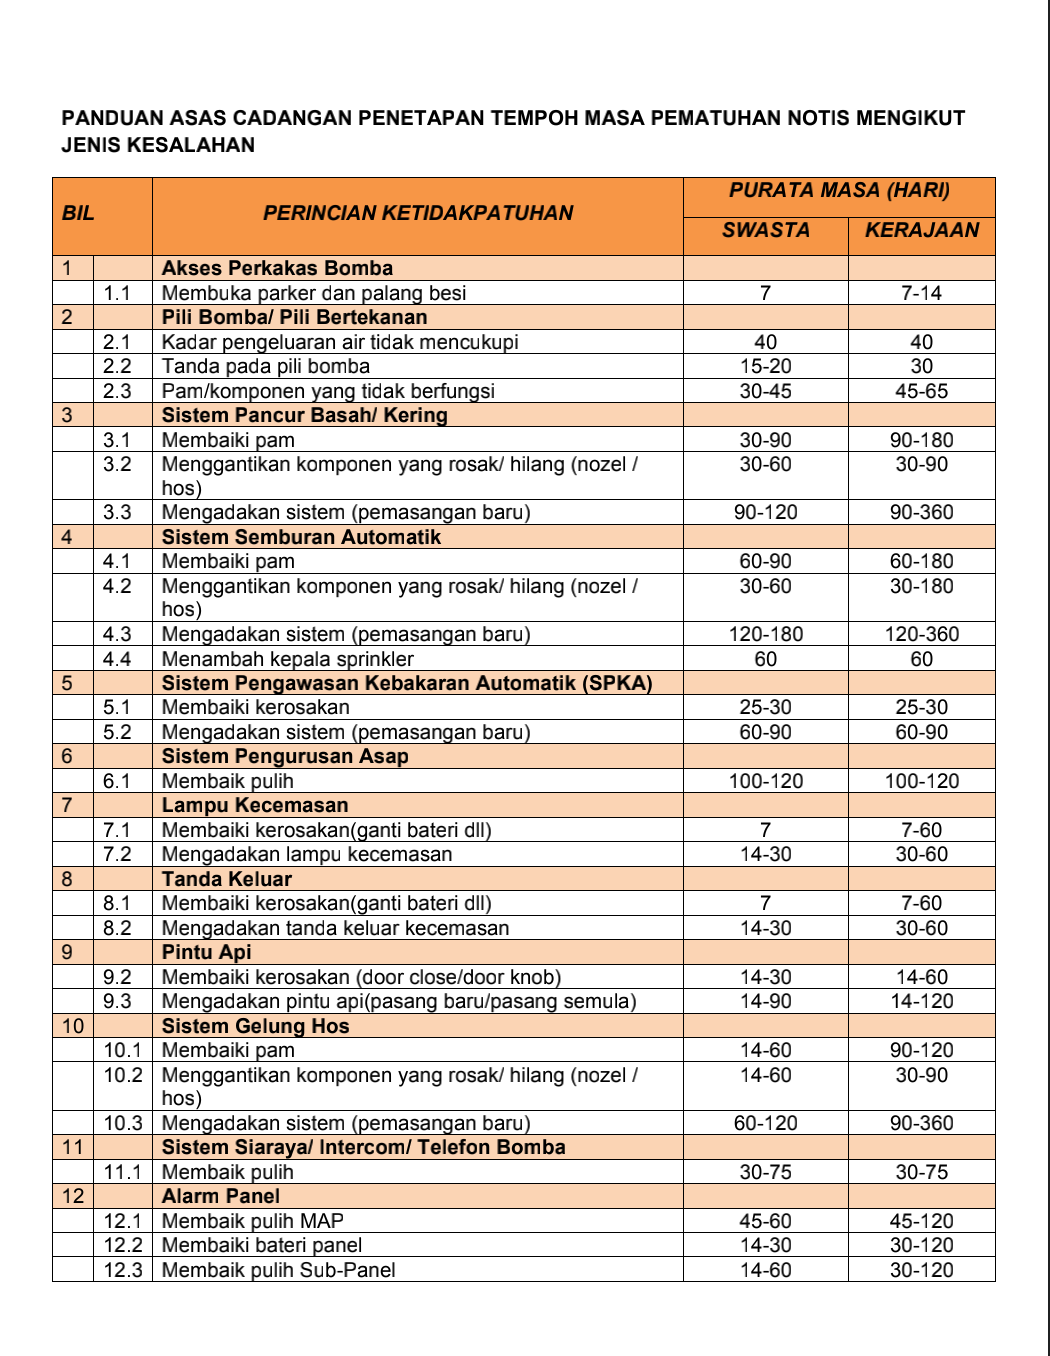 PANDUAN ASAS CADANGAN PENETAPAN TEMPOH MASA PEMATUHAN NOTIS MENGIKUT
JENIS KESALAHAN
BIL PERINCIAN KETIDAKPATUHAN PURATA MASA (HARI)
SWASTA KERAJAAN
1 Akses Perkakas Bomba
1.1 Membuka parker dan palang besi 7 7-14
2 Pili Bomba/ Pili Bertekanan
2.1 Kadar pengeluaran air tidak mencukupi 40 40
2.2 Tanda pada pili bomba 15-20 30
2.3 Pam/komponen yang tidak berfungsi 30-45 45-65
3 Sistem Pancur Basah/ Kering
3.1 Membaiki pam 30-90 90-180
3.2 Menggantikan komponen yang rosak/ hilang (nozel / 30-60 30-90
hos)
3.3 Mengadakan sistem (pemasangan baru) 90-120 90-360
4 Sistem Semburan Automatik
4.1 Membaiki pam 60-90 60-180
4.2 Menggantikan komponen yang rosak/ hilang (nozel / 30-60 30-180
hos)
4.3 Mengadakan sistem (pemasangan baru) 120-180 120-360
4.4 Menambah kepala sprinkler 60 60
5 Sistem Pengawasan Kebakaran Automatik (SPKA)
5.1 Membaiki kerosakan 25-30 25-30
5.2 Mengadakan sistem (pemasangan baru) 60-90 60-90
6 Sistem Pengurusan Asap
6.1 Membaik pulih 100-120 100-120
7 Lampu Kecemasan
7.1 Membaiki kerosakan(ganti bateri dll) 7 7-60
7.2 Mengadakan lampu kecemasan 14-30 30-60
8 Tanda Keluar
8.1 Membaiki kerosakan(ganti bateri dll) 7 7-60
8.2 Mengadakan tanda keluar kecemasan 14-30 30-60
9 Pintu Api
9.2 Membaiki kerosakan (door close/door knob) 14-30 14-60
9.3 Mengadakan pintu api(pasang baru/pasang semula) 14-90 14-120
10 Sistem Gelung Hos
10.1 Membaiki pam 14-60 90-120
10.2 Menggantikan komponen yang rosak/ hilang (nozel / 14-60 30-90
hos)
10.3 Mengadakan sistem (pemasangan baru) 60-120 90-360
11 Sistem Siaraya/ Intercom/ Telefon Bomba
11.1 Membaik pulih 30-75 30-75
12 Alarm Panel
12.1 Membaik pulih MAP 45-60 45-120
12.2 Membaiki bateri panel 14-30 30-120
12.3 Membaik pulih Sub-Panel 14-60 30-120